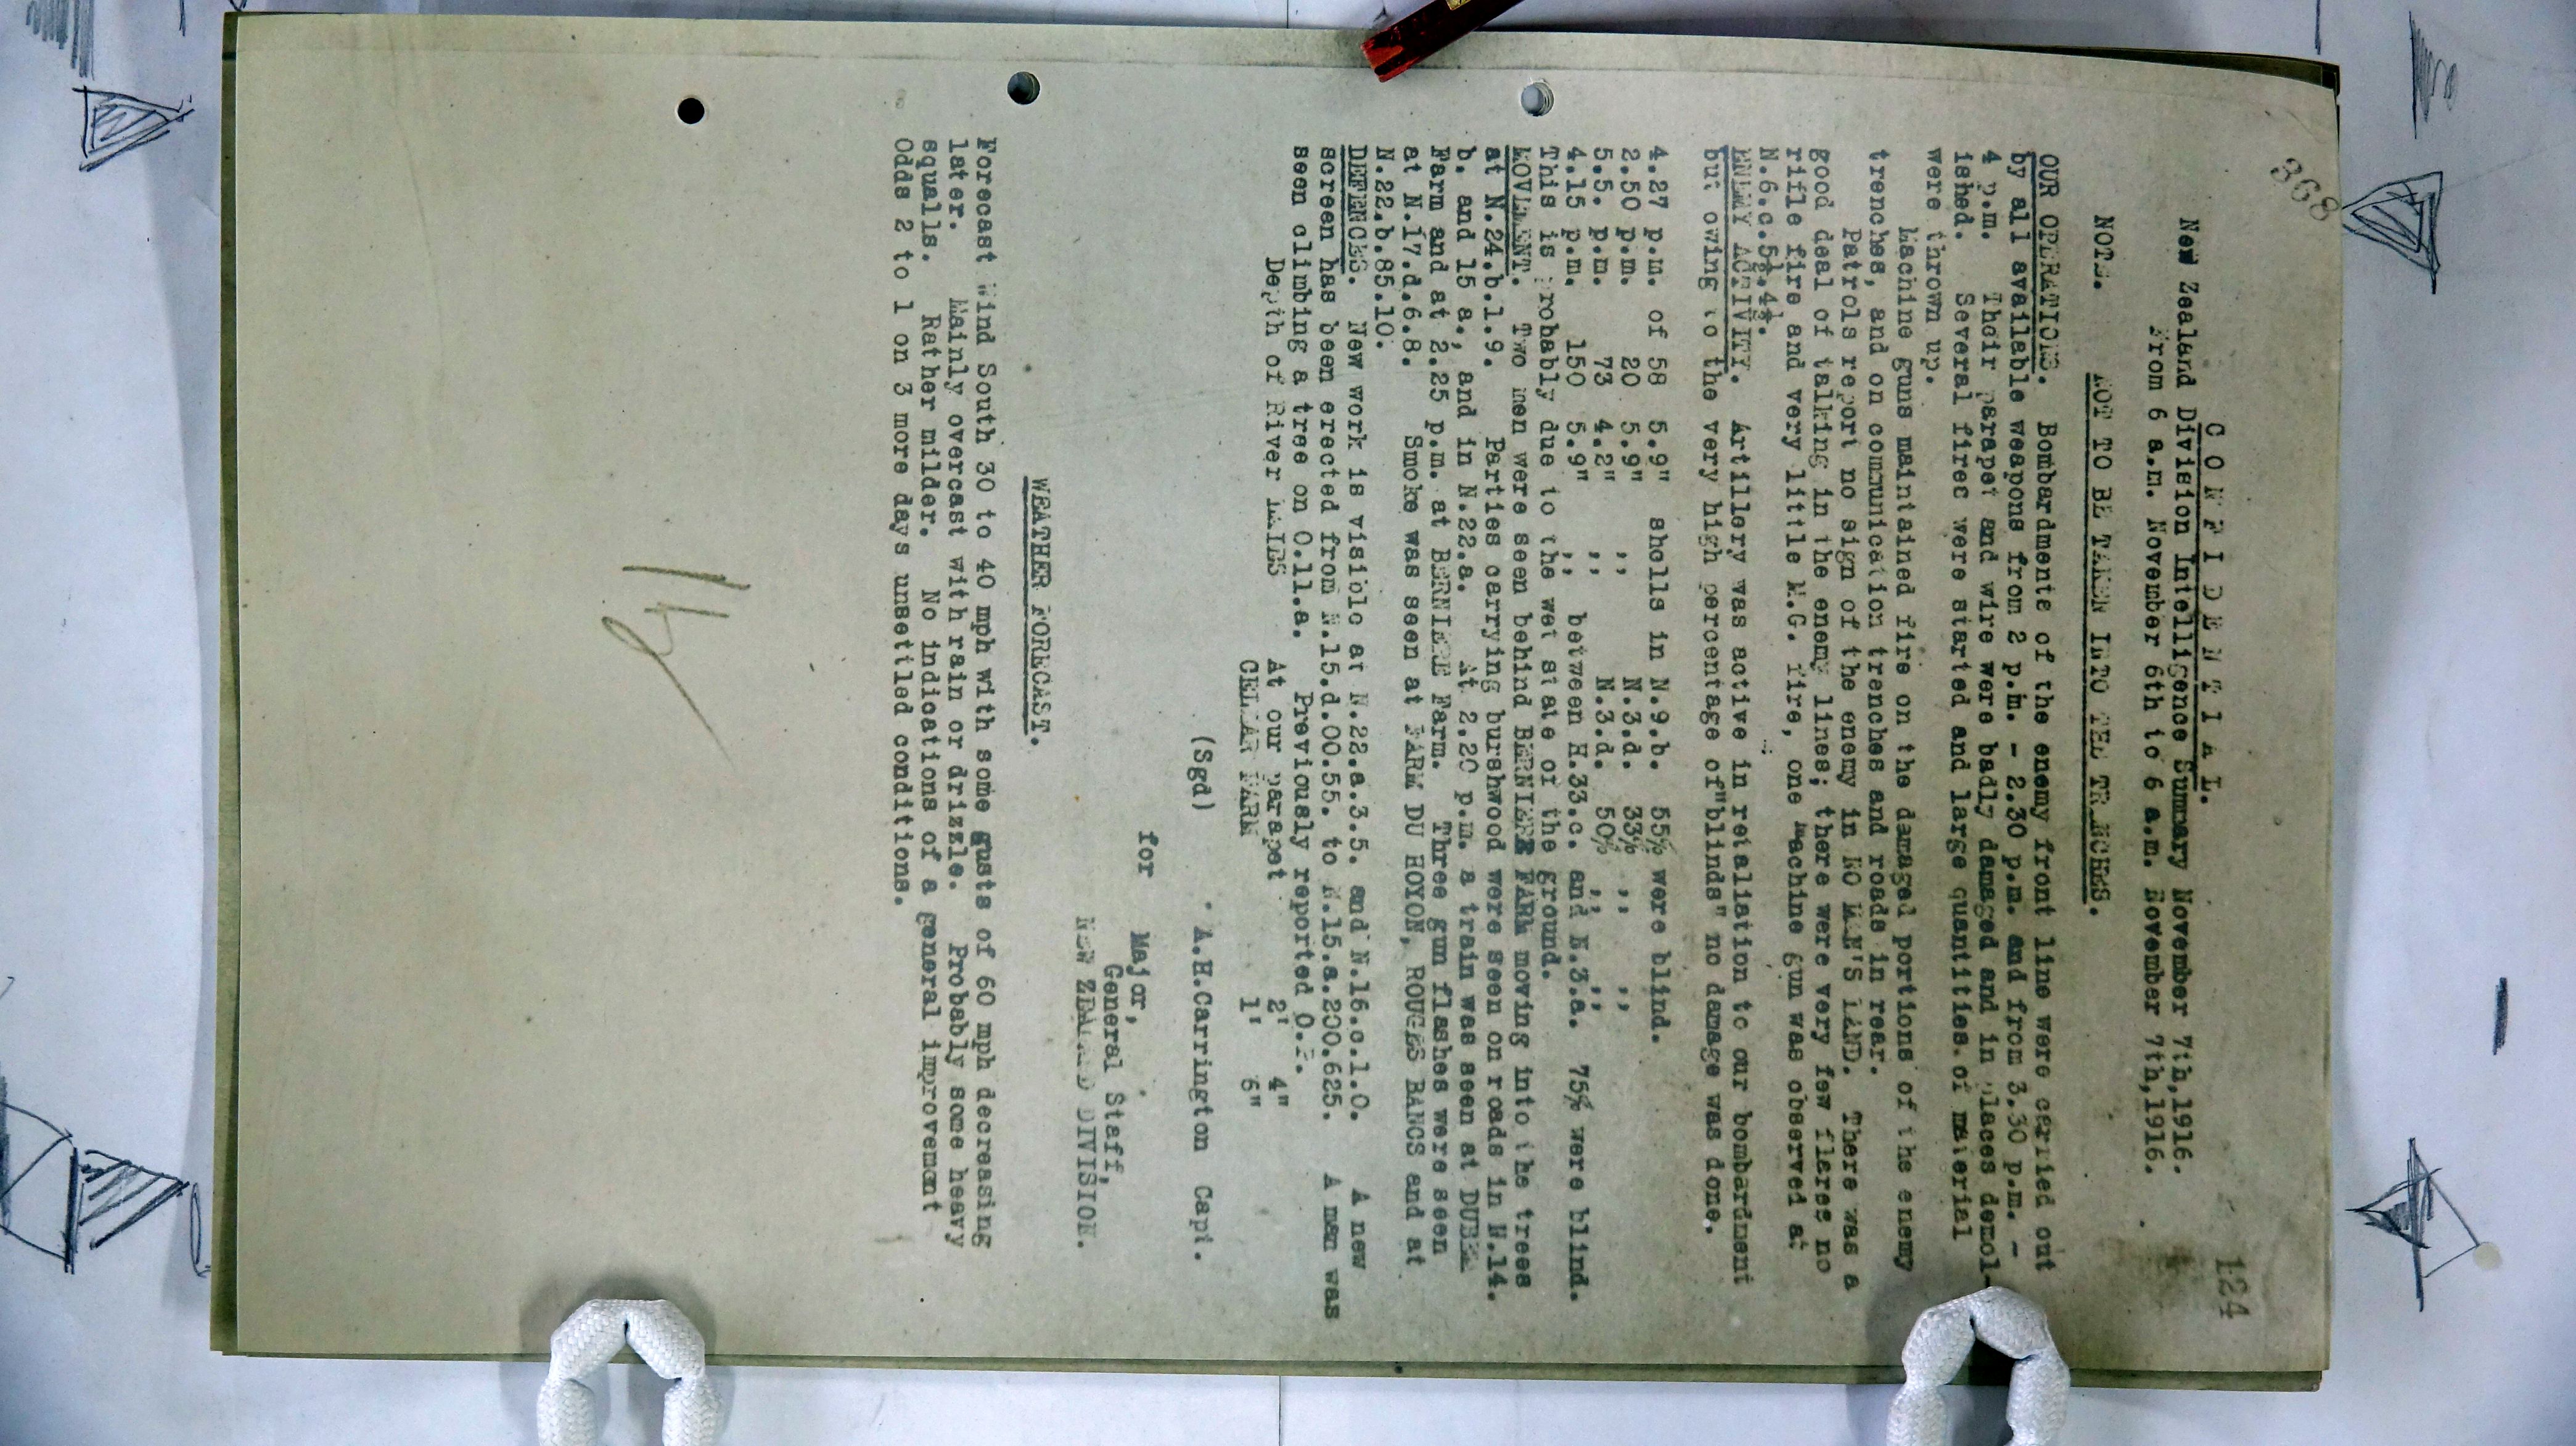 368
124
C O N F I D E N T I A L.
New Zealand Division Intelligence Summary November 7th,1916.
From 6 a.m. November 6th to 6 a.m. November 7th,1916.
NOTE. NOT TO BE TAKEN INTO THE TRENCHES.
OUR OPERATIONS. Bombardments of the enemy front line were carried out
by all available weapons from 2 p.m. - 2.30 p.m. and from 3.30 p.m. -
4 p.m. Their parapet and wire were badly damaged and in places demol-
ished. Several fires were started and large quantities of material
were thrown up.
Machine guns maintained fire on the damaged portions of the enemy
trenches, and on communication trenches and roads in rear.
Patrols report no sign of the enemy in NO MAN'S LAND. There was a
good deal of talking in the enemy lines; there were very few flares no
rifle fire and very little M.G. fire, one machine gun was observed at
N.6.c.5½.4½.
ENEMY ACTIVITY. Artillery was active in retaliation to our bombardment
but owing to the very high percentage of "blinds" no damage was done.
4.27 p.m. of 58 5.9" shells in N.9.b. 55% were blind.
2.50 p.m. 20 5.9" ,, N.3.d. 33% ,, ,,
5.5. p.m. 73 4.2" ,, N.3.d. 50% ,, ,,
4.15 p.m. 150 5.9" ,, between H.33.c. and N.3.a. 75% were blind.
This is probably due to the wet state of the ground.
MOVEMENT. Two men were seen behind BERNIERE FARM moving into the trees
at N.24.b.1.9. Parties carrying burshwood were seen on roads in N.14.
b. and 15 a., and in N.22.a. At 2.20 p.m. a train was seen at
Farm and at 2.25 p.m. at BERNIERE Farm. Three gun flashes were seen
at N.17.d.6.8. Smoke was seen at FARM DU HOYON, ROUGES BANCS and at
N.22.b.85.10.
DEFENCES. New work is visible at N.22.a.3.5. and N.16.c.1.0. A new
screen has been erected from N.15.d.00.55. to N.15.a.200.625. A man was
seen climbing a tree on O.11.a. Previously reported O.P.
Depth of River LAIES At our parapet 2' 4"
CELLAR FARM 1' 6"
(Sgd) A.H.Carrington Capt.
for Major,
General Staff,
NEW ZEALAND DIVISION.
WEATHER FORECAST.
Forecast Wind South 30 to 40 mph with some gusts of 60 mph decreasing
later. Mainly overcast with rain or drizzle. Probably some heavy
squalls. Rather milder. No indications of a general improvement
Odds 2 to 1 on 3 more days unsettled conditions.